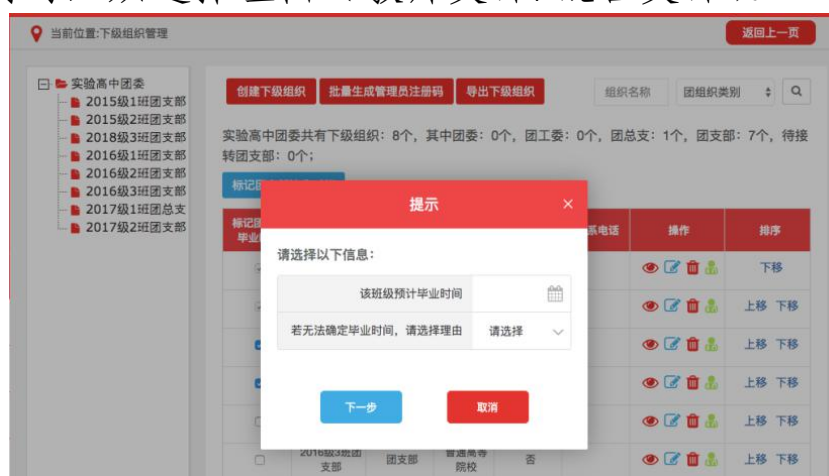 当前位置:下级组织管理
返回上一页
实验高中团委
2015级1班团支部
2015级2班团支部
2018级3班团支部
2016级1班团支部
2016级2班团支部
2016级3班团支部
2017级1班团总支
2017级2班团支部
创建下级组织 批量生成管理员注册码 导出下级组织 组织名称 团组织类别
实验高中团委共有下级组织：8个，其中团委：0个，团工委：0个，团总支：1个，团支部：7个，待接
转团支部：0个；
提示 ×
系电话 操作 排序
请选择以下信息：
该班级预计毕业时间
若无法确定毕业时间，请选择理由 请选择
下一步 取消
下移
上移 下移
上移 下移
上移 下移
上移 下移
2016级3班团
支部
团支部
普通高等
院校
否
上移 下移